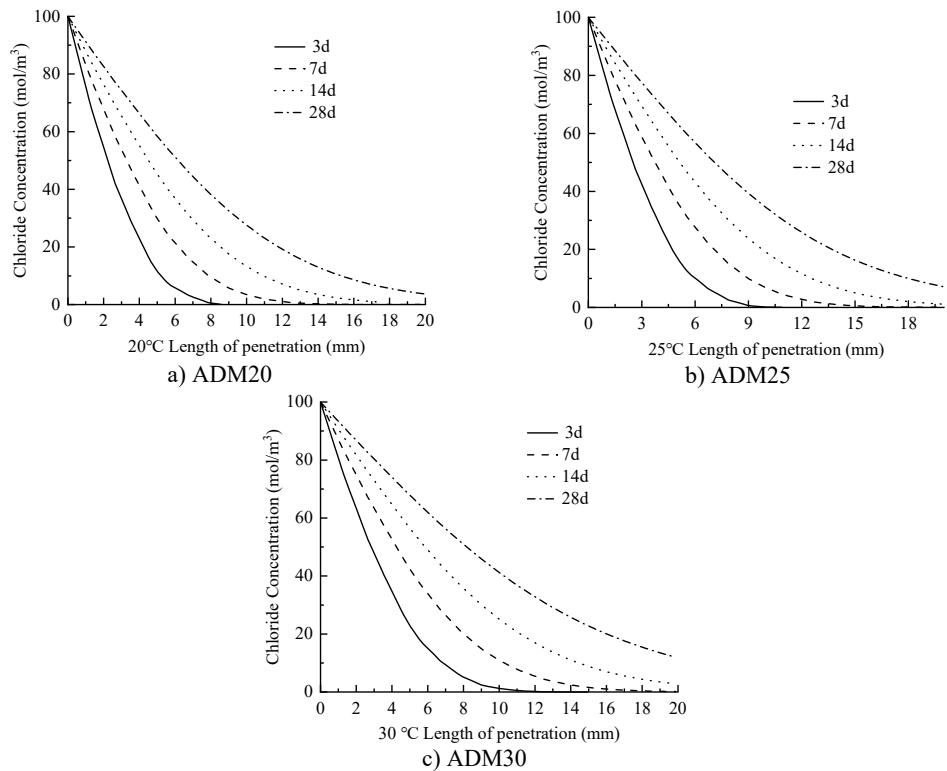 Chloride Concentration (mol/m³)
100
80
60
40
20
0
3d
7d
14d
28d
0 2 4 6 8 10 12 14 16 18 20
20℃ Length of penetration (mm)
a) ADM20
Chloride Concentration (mol/m³)
100
80
60
40
20
0
3d
7d
14d
28d
0 3 6 9 12 15 18
25℃ Length of penetration (mm)
b) ADM25
Chloride Concentration (mol/m³)
100
80
60
40
20
0
3d
7d
14d
28d
0 2 4 6 8 10 12 14 16 18 20
30 ℃ Length of penetration (mm)
c) ADM30